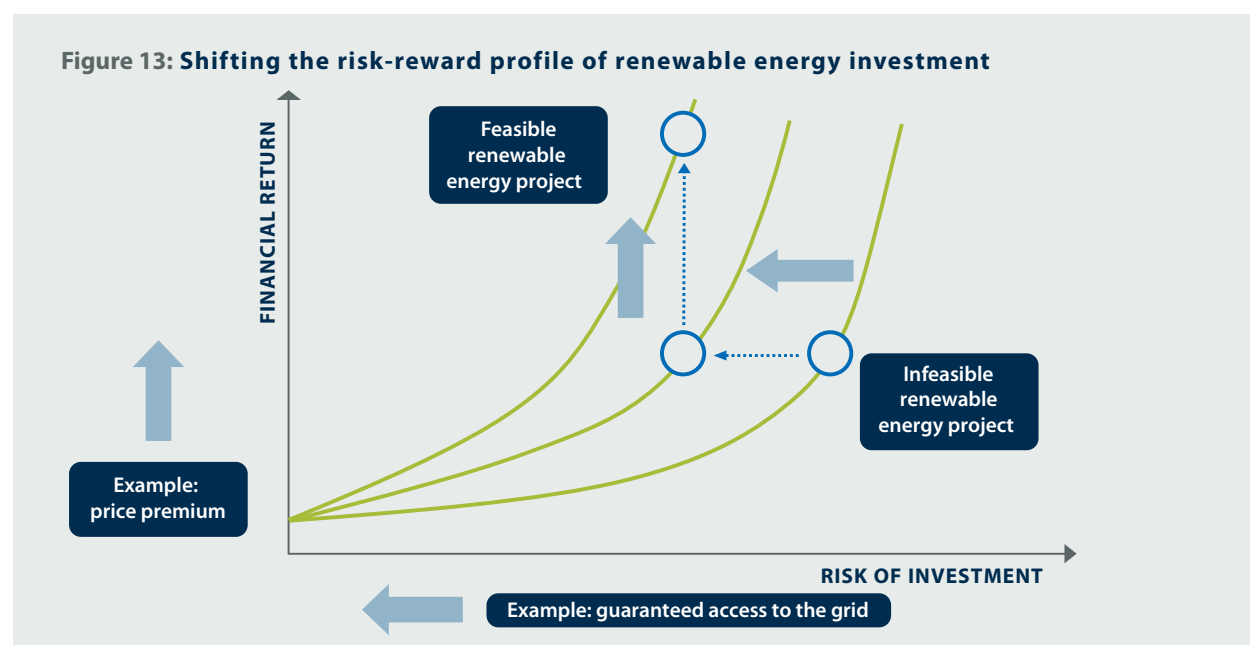 Figure 13: Shifting the risk-reward profile of renewable energy investment
FINANCIAL RETURN
Feasible
renewable
energy project
Infeasible
renewable
energy project
Example:
price premium
RISK OF INVESTMENT
Example: guaranteed access to the grid